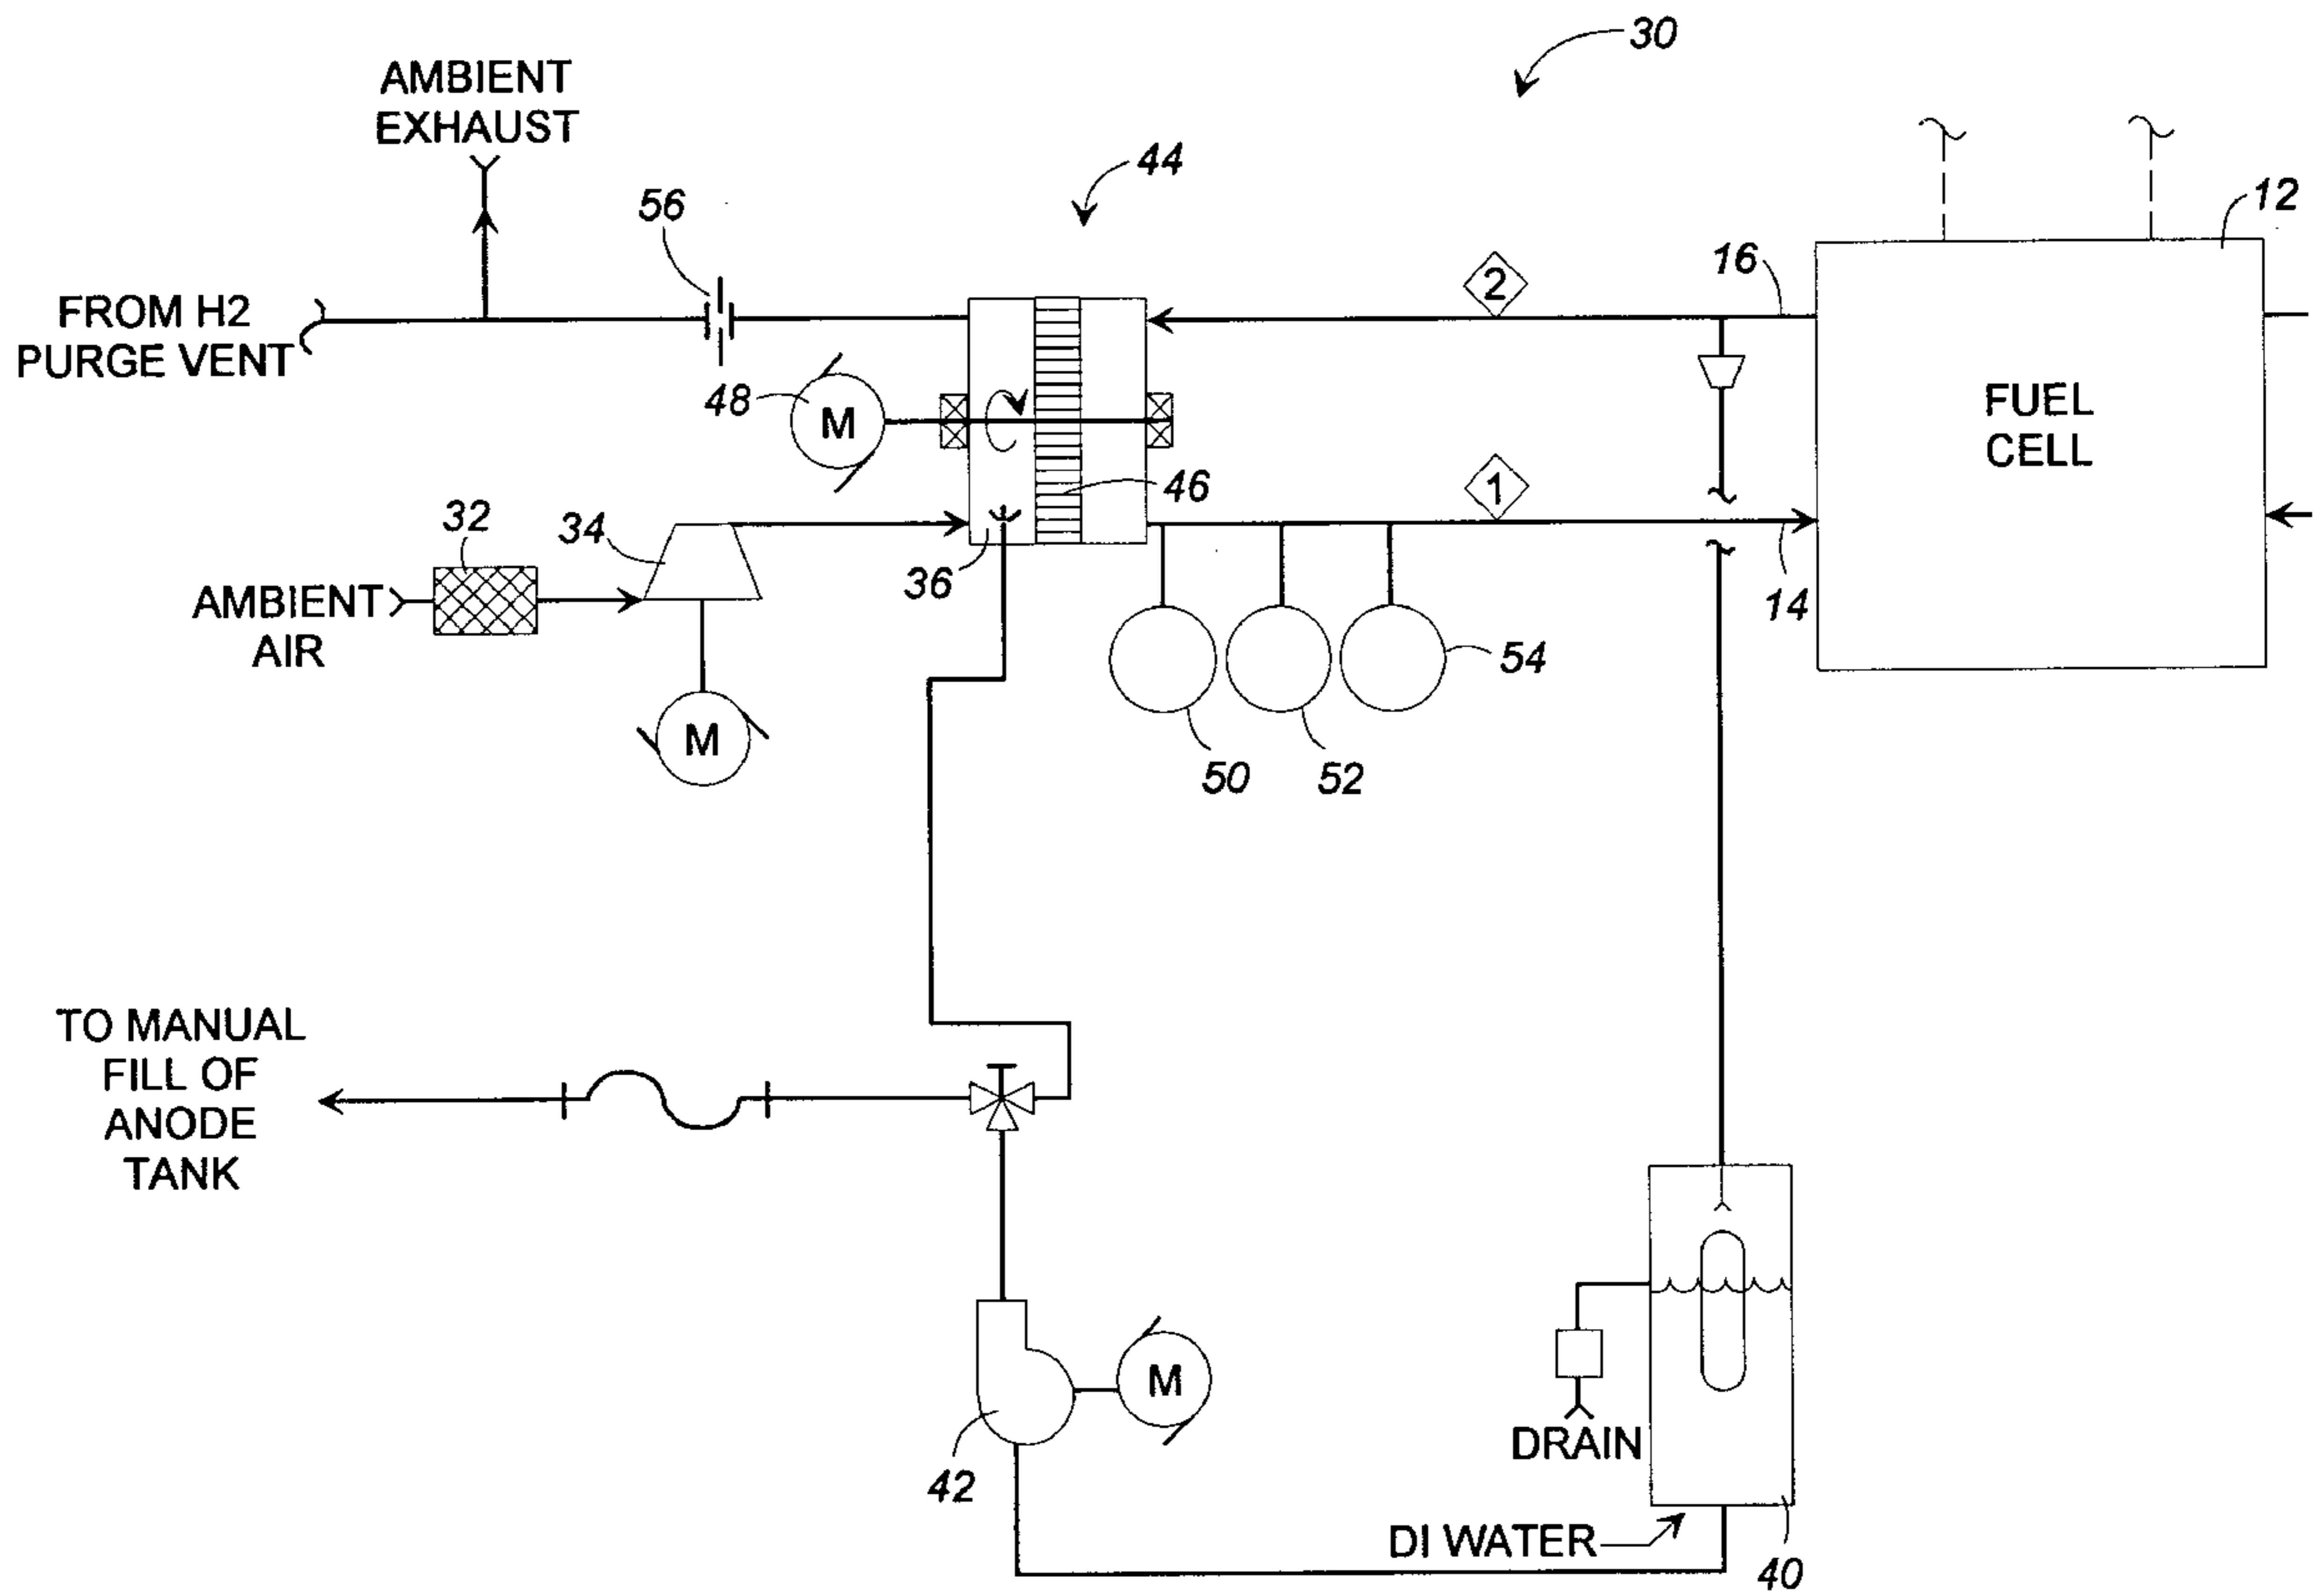 30
AMBIENT
EXHAUST
44
56
12
16
2
FROM H2
PURGE VENT
48
M
FUEL
CELL
46
1
32
34
36
14
AMBIENT
AIR
54
M
50
52
TO MANUAL
FILL OF
ANODE
TANK
M
DRAIN
42
DI WATER
40